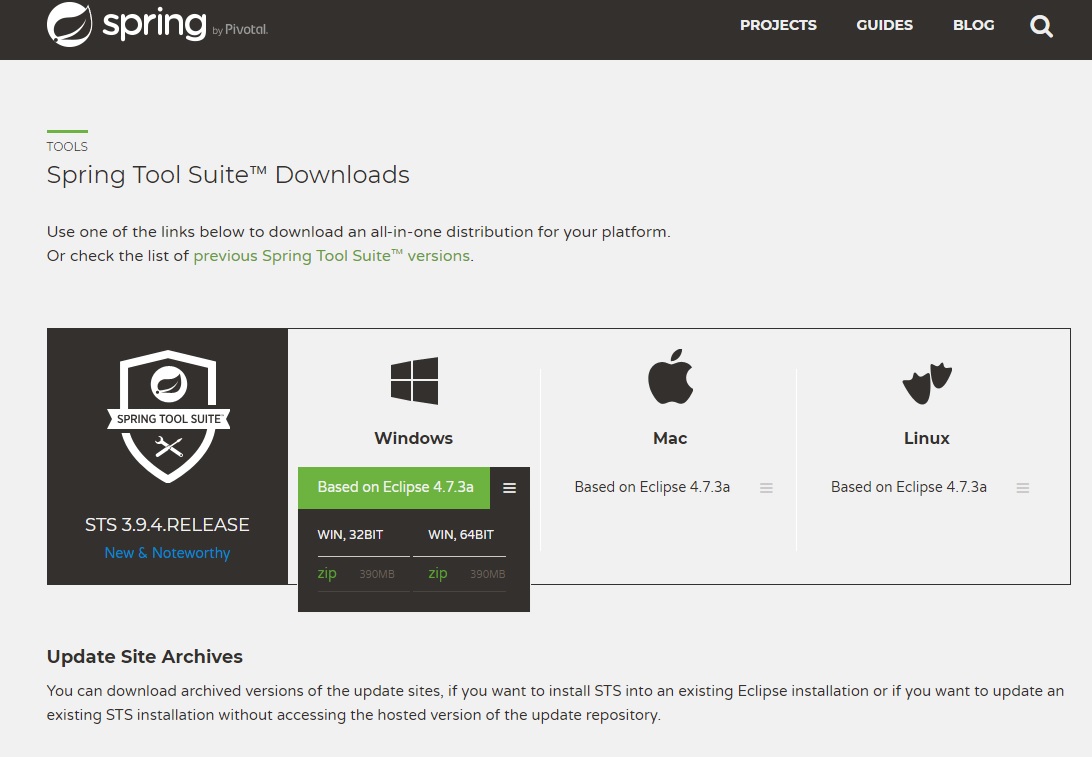 spring by Pivotal.
PROJECTS GUIDES BLOG
TOOLS
Spring Tool Suite™ Downloads
Use one of the links below to download an all-in-one distribution for your platform.
Or check the list of previous Spring Tool Suite™ versions.
SPRING TOOL SUITE™
STS 3.9.4.RELEASE
New & Noteworthy
Windows
Based on Eclipse 4.7.3a
WIN, 32BIT WIN, 64BIT
zip 390MB zip 390MB
Mac
Based on Eclipse 4.7.3a
Linux
Based on Eclipse 4.7.3a
Update Site Archives
You can download archived versions of the update sites, if you want to install STS into an existing Eclipse installation or if you want to update an
existing STS installation without accessing the hosted version of the update repository.